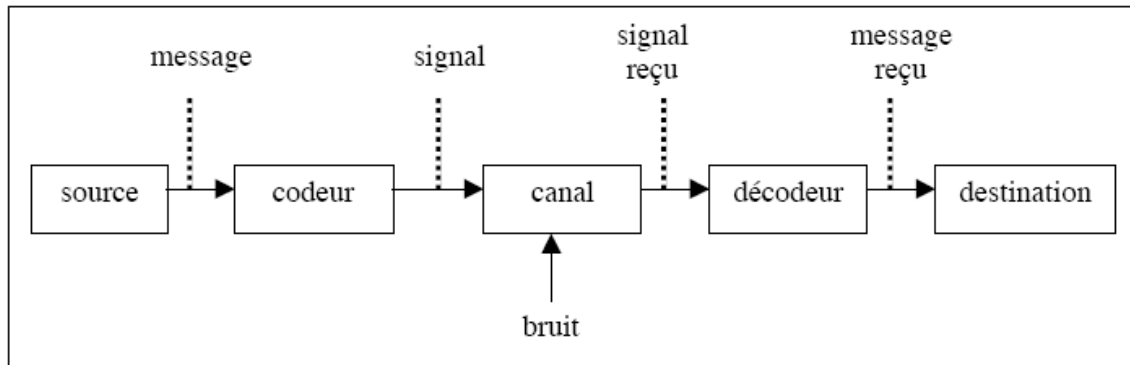 message
signal
signal
reçu
message
reçu
source
codeur
canal
décodeur
destination
bruit